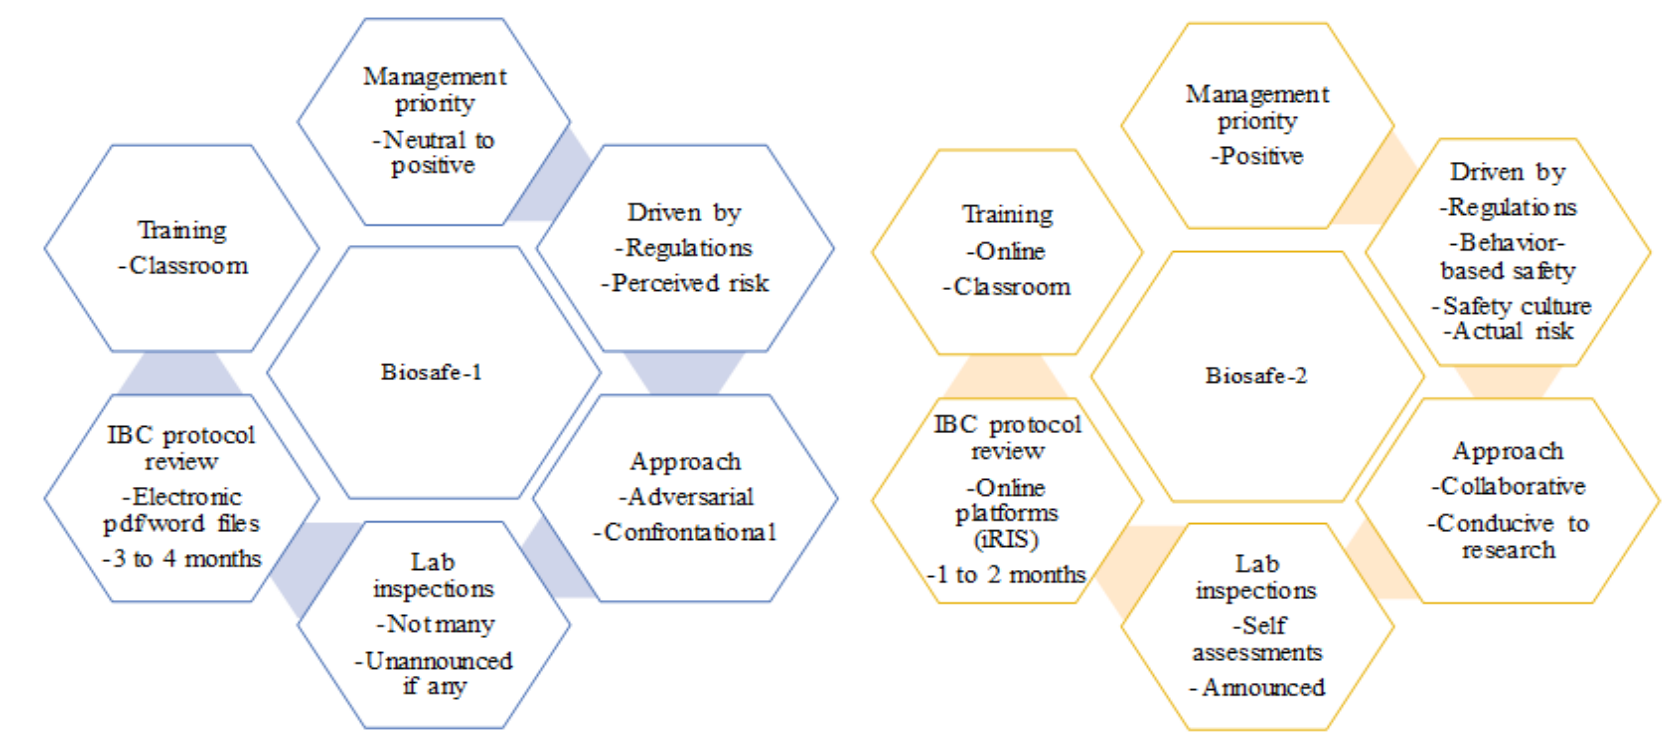 Management
priority
-Neutral to
positive
Driven by
-Regulations
-Perceived risk
Approach
-Adversarial
-Confrontational
Lab
inspections
-Not many
-Unannounced
if any
IBC protocol
review
-Electronic
pdf/word files
-3 to 4 months
Training
-Classroom
Biosafe-1
Management
priority
-Positive
Driven by
-Regulations
-Behavior-
based safety
-Safety culture
-Actual risk
Approach
-Collaborative
-Conducive to
research
Lab
inspections
-Self
assessments
-Announced
IBC protocol
review
-Online
platforms
(iRIS)
-1 to 2 months
Training
-Online
-Classroom
Biosafe-2